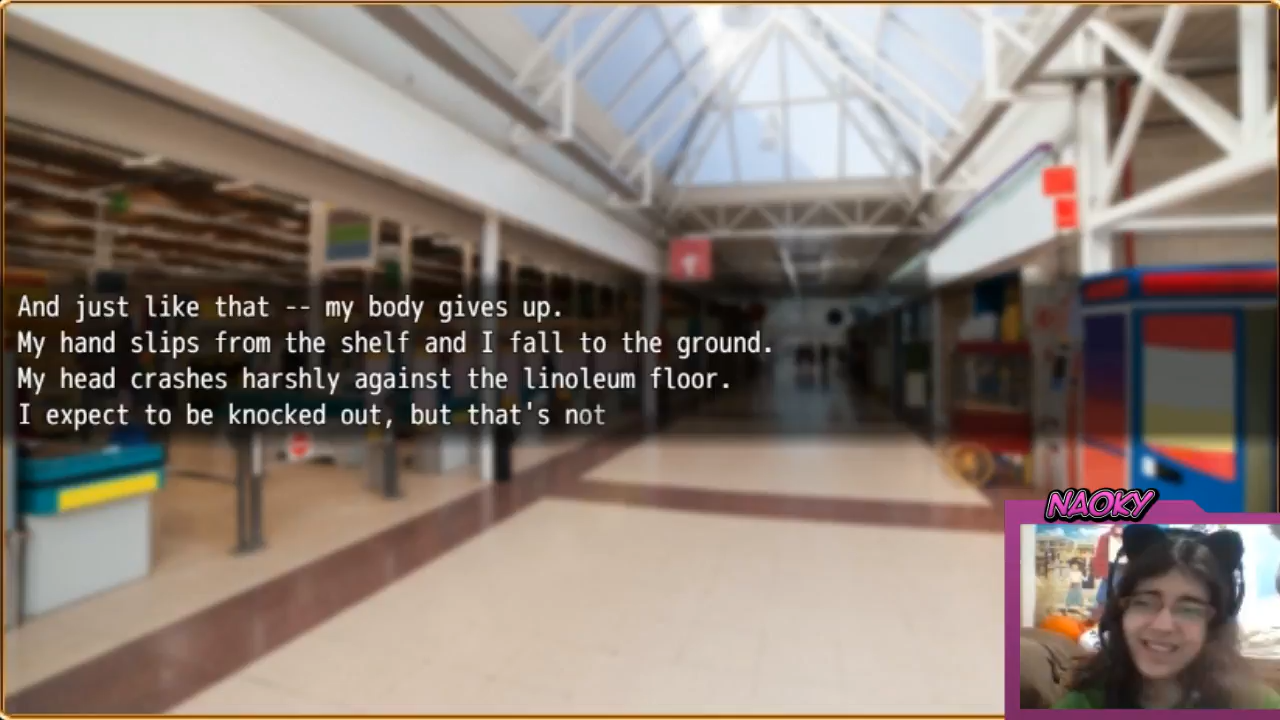 And just like that -- my body gives up.
My hand slips from the shelf and I fall to the ground.
My head crashes harshly against the linoleum floor.
I expect to be knocked out, but that's not
NAOKY